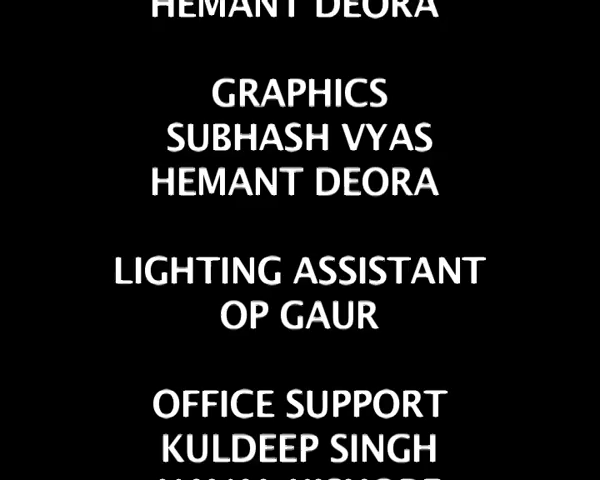 HEMANT DEORA
GRAPHICS
SUBHASH VYAS
HEMANT DEORA
LIGHTING ASSISTANT
OP GAUR
OFFICE SUPPORT
KULDEEP SINGH